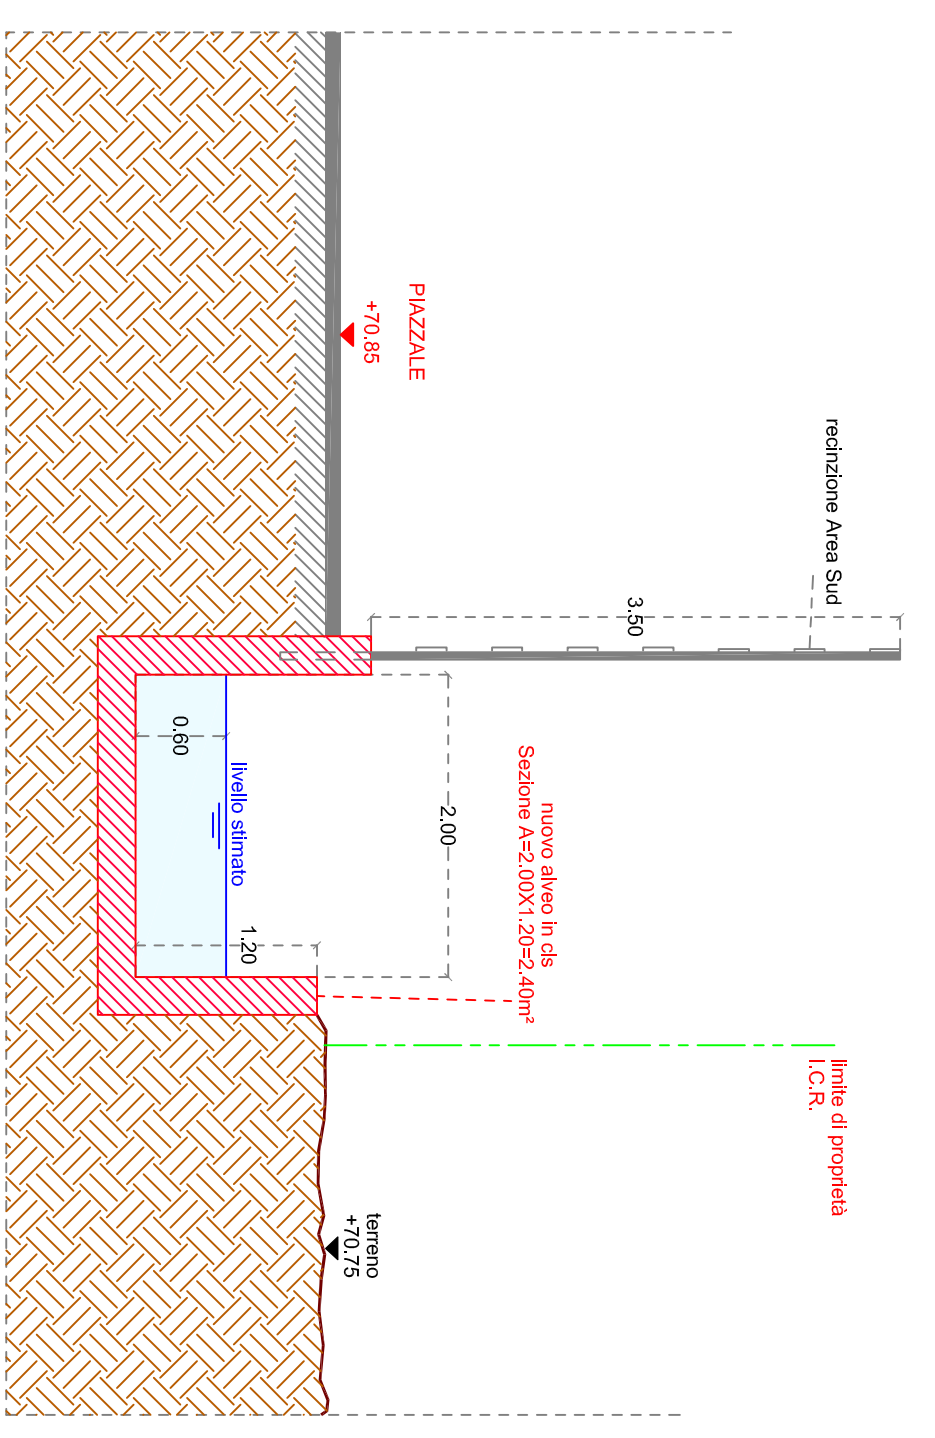 recinzione Area Sud
3.50
PIAZZALE
+70.85
nuovo alveo in cls
Sezione A=2.00X1.20=2.40m²
2.00
livello stimato
0.60
1.20
limite di proprietà
I.C.R.
terreno
+70.75